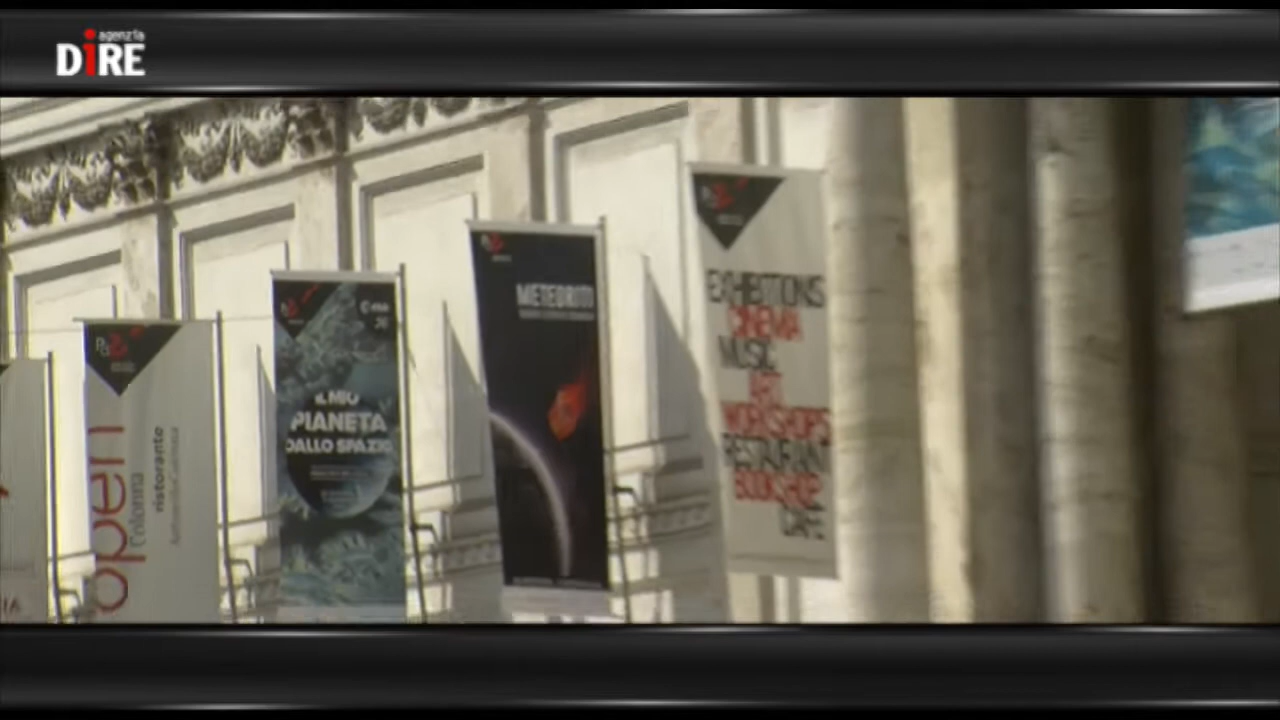 agenzia
DiRE
open
Colonna
ristorante
IL MIO
PIANETA
DALLO SPAZIO
METEORITI
EXHIBITIONS
CINEMA
MUSIC
ART
WORKSHOPS
RESTAURANT
BOOKSHOP
CAFE